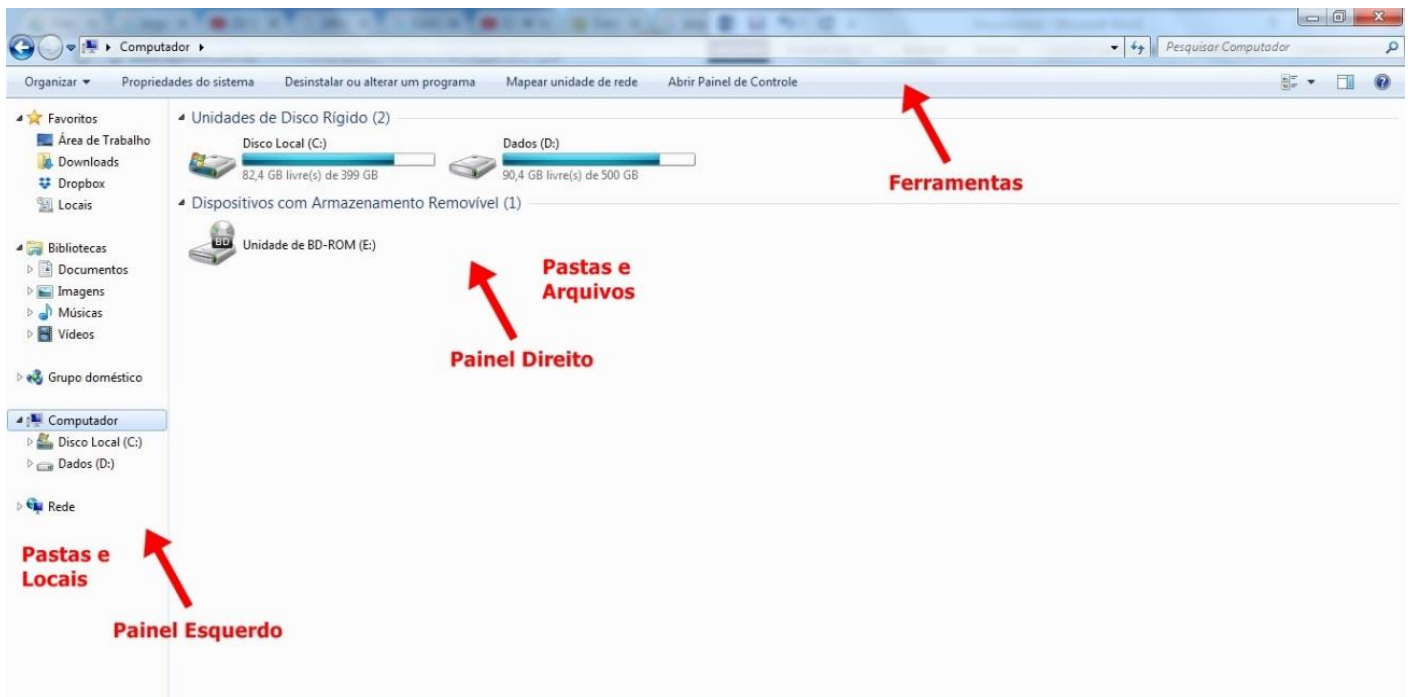 Computador
Pesquisar Computador
Organizar
Propriedades do sistema
Desinstalar ou alterar um programa
Mapear unidade de rede
Abrir Painel de Controle
Favoritos
Área de Trabalho
Downloads
Dropbox
Locais
Bibliotecas
Documentos
Imagens
Músicas
Vídeos
Grupo doméstico
Computador
Disco Local (C:)
Dados (D:)
Rede
Unidades de Disco Rígido (2)
Disco Local (C:)
82,4 GB livre(s) de 399 GB
Dados (D:)
90,4 GB livre(s) de 500 GB
Dispositivos com Armazenamento Removível (1)
BD
Unidade de BD-ROM (E:)
Ferramentas
Pastas e
Arquivos
Painel Direito
Pastas e
Locais
Painel Esquerdo